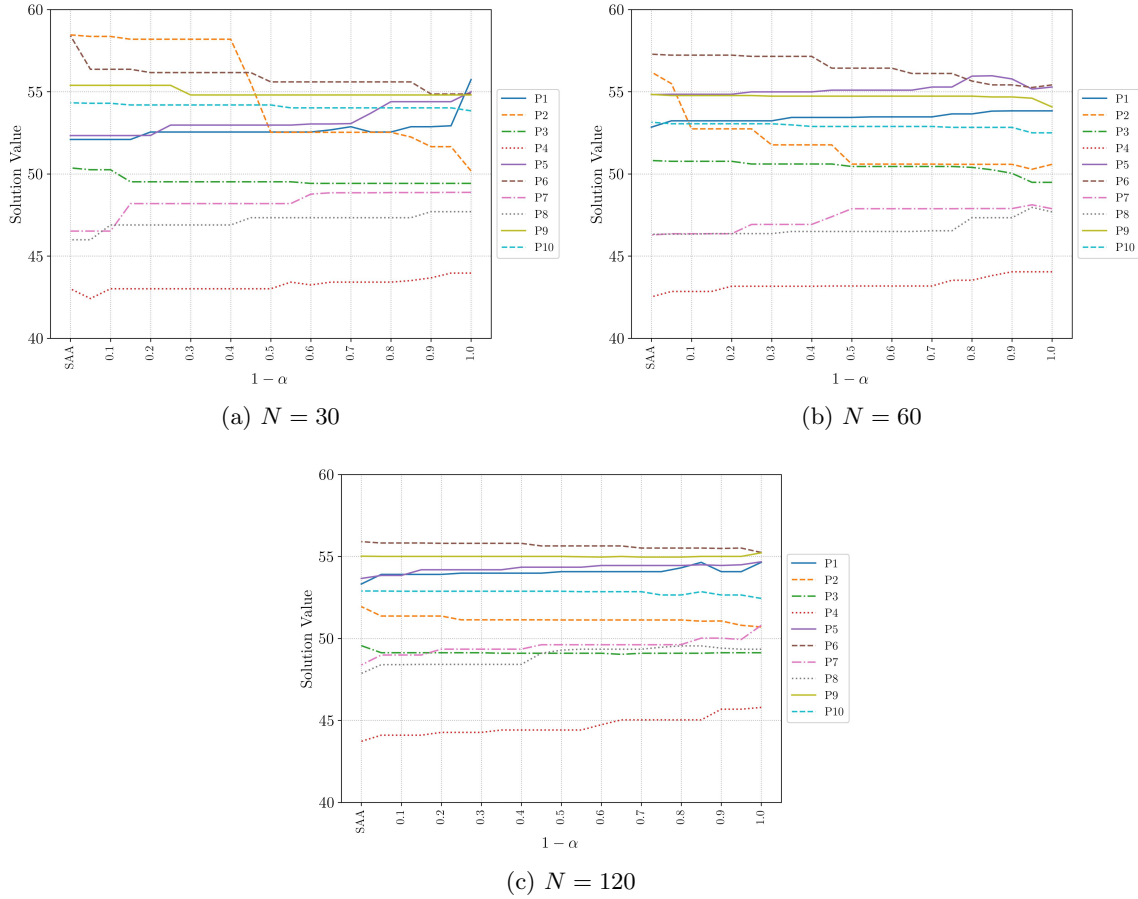 60
55
50
45
40
Solution Value
SAA
0.1
0.2
0.3
0.4
0.5
0.6
0.7
0.8
0.9
1.0
1 − α
P1
P2
P3
P4
P5
P6
P7
P8
P9
P10
(a) N = 30
60
55
50
45
40
Solution Value
SAA
0.1
0.2
0.3
0.4
0.5
0.6
0.7
0.8
0.9
1.0
1 − α
P1
P2
P3
P4
P5
P6
P7
P8
P9
P10
(b) N = 60
60
55
50
45
40
Solution Value
SAA
0.1
0.2
0.3
0.4
0.5
0.6
0.7
0.8
0.9
1.0
1 − α
P1
P2
P3
P4
P5
P6
P7
P8
P9
P10
(c) N = 120